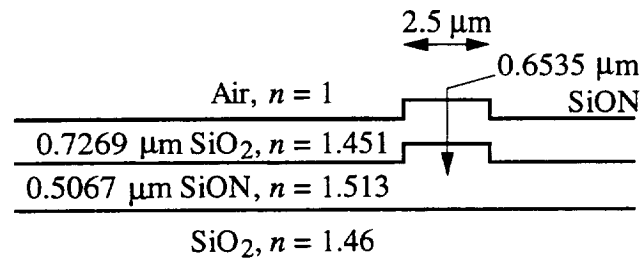 2.5 μm
0.6535 μm
SiON
Air, n = 1
0.7269 μm SiO₂, n = 1.451
0.5067 μm SiON, n = 1.513
SiO₂, n = 1.46